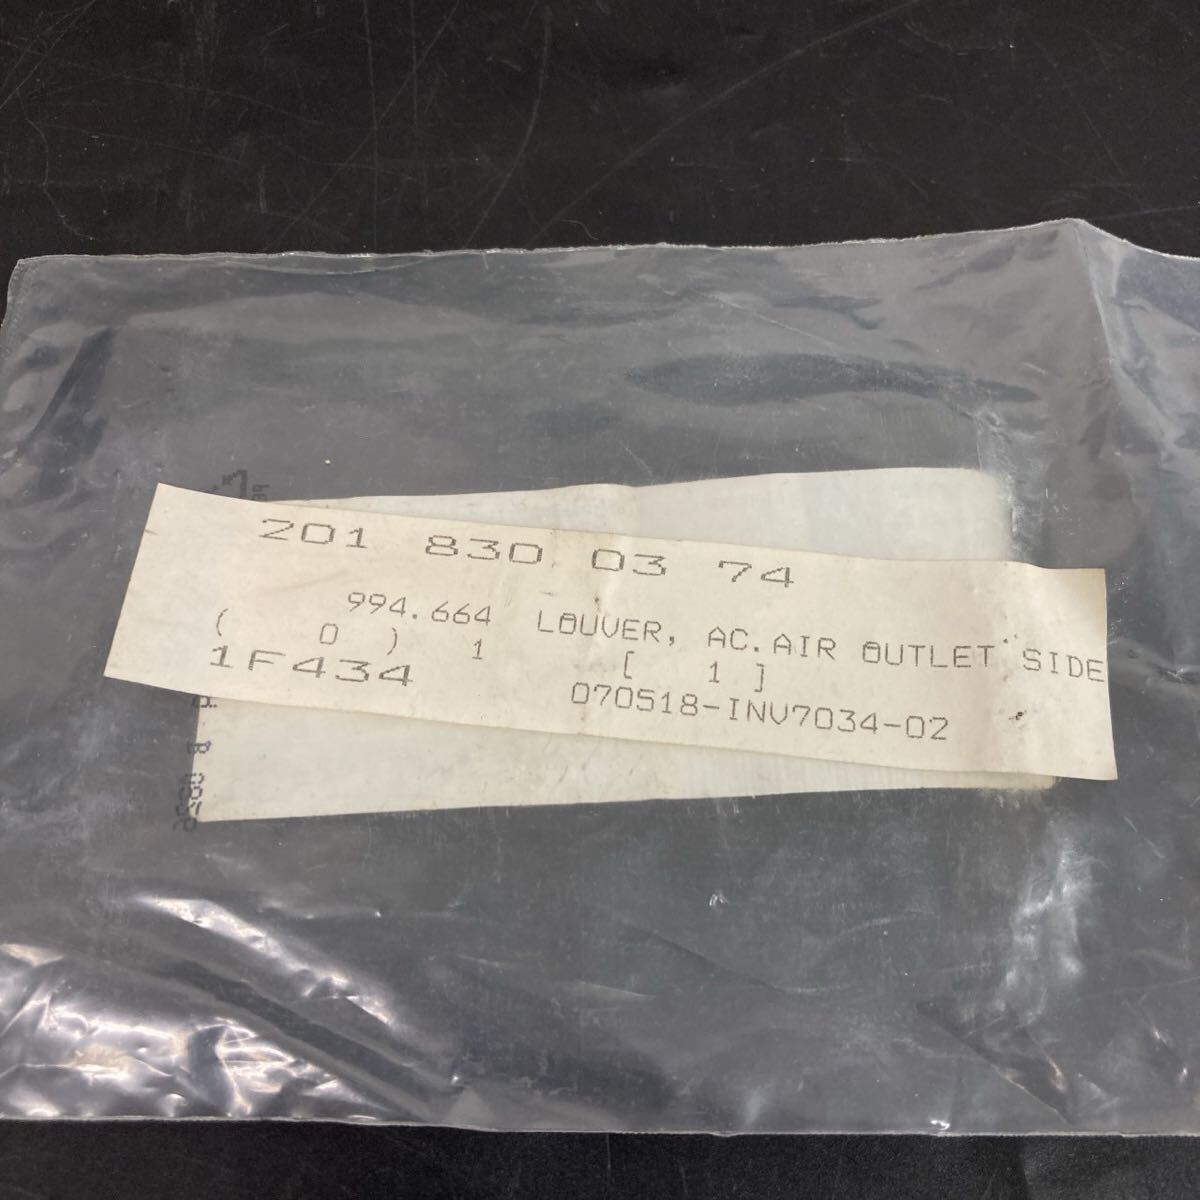 201 830 03 74
994.664 LOUVER, AC.AIR OUTLET SIDE
( 0 ) 1 [ 1 ]
1F434 070518-INV7034-02